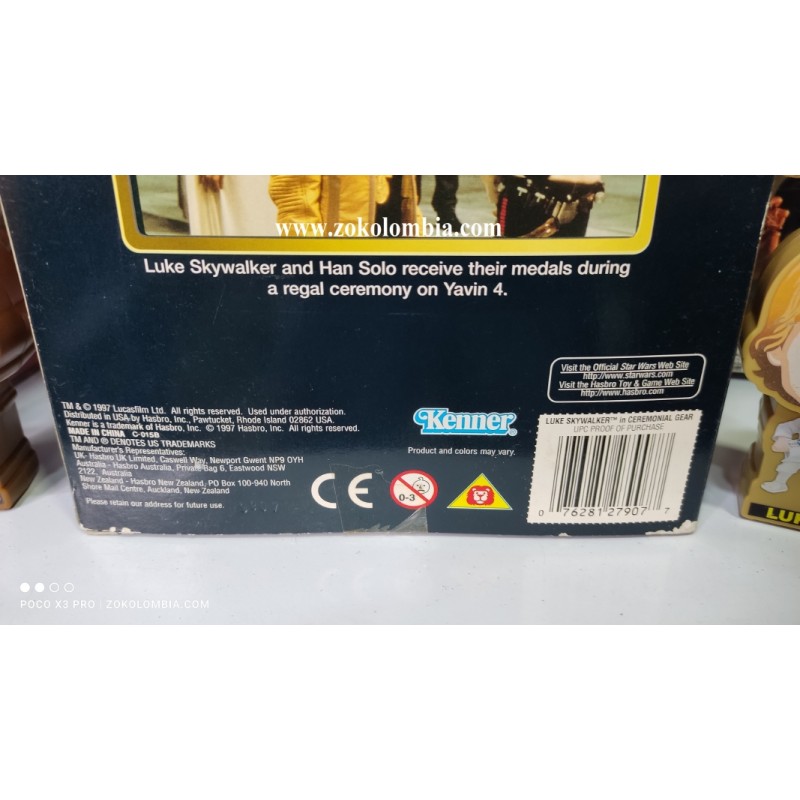 www.zokolombia.com
Luke Skywalker and Han Solo receive their medals during
a regal ceremony on Yavin 4.
Visit the Official Star Wars Web Site
http://www.starwars.com
Visit the Hasbro Toy & Game Web Site
http://www.hasbro.com
TM & © 1997 Lucasfilm Ltd. All rights reserved. Used under authorization.
Distributed in USA by Hasbro, Inc., Pawtucket, Rhode Island 02862 USA.
Kenner is a trademark of Hasbro, Inc. © 1997 Hasbro, Inc. All rights reserved.
MADE IN CHINA C-015B
TM AND ® DENOTES US TRADEMARKS
Manufacturer's Representatives:
UK- Hasbro UK Limited, Caswell Way, Newport Gwent NP9 OYH
Australia - Hasbro Australia, Private Bag 6, Eastwood NSW
2122, Australia
New Zealand - Hasbro New Zealand, PO Box 100-940 North
Shore Mail Centre, Auckland, New Zealand
Please retain our address for future use.
Kenner
Product and colors may vary.
CE
0-3
LUKE SKYWALKER™ in CEREMONIAL GEAR
UPC PROOF OF PURCHASE
0 76281 27907 7
POCO X3 PRO | ZOKOLOMBIA.COM